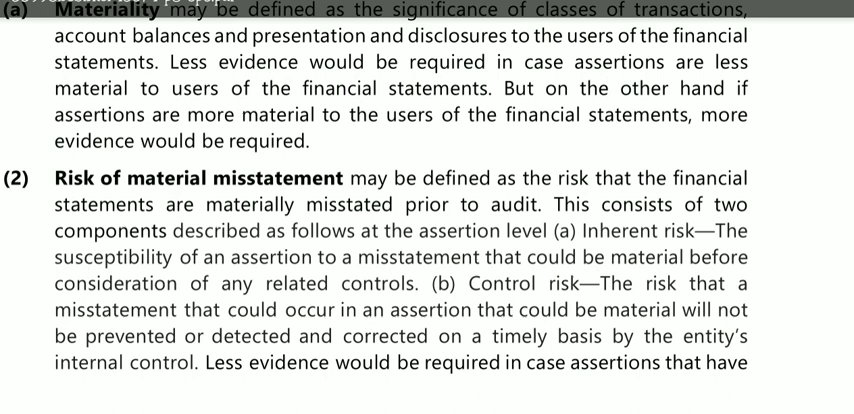 (a) Materiality may be defined as the significance of classes of transactions,
account balances and presentation and disclosures to the users of the financial
statements. Less evidence would be required in case assertions are less
material to users of the financial statements. But on the other hand if
assertions are more material to the users of the financial statements, more
evidence would be required.
(2) Risk of material misstatement may be defined as the risk that the financial
statements are materially misstated prior to audit. This consists of two
components described as follows at the assertion level (a) Inherent risk—The
susceptibility of an assertion to a misstatement that could be material before
consideration of any related controls. (b) Control risk—The risk that a
misstatement that could occur in an assertion that could be material will not
be prevented or detected and corrected on a timely basis by the entity's
internal control. Less evidence would be required in case assertions that have